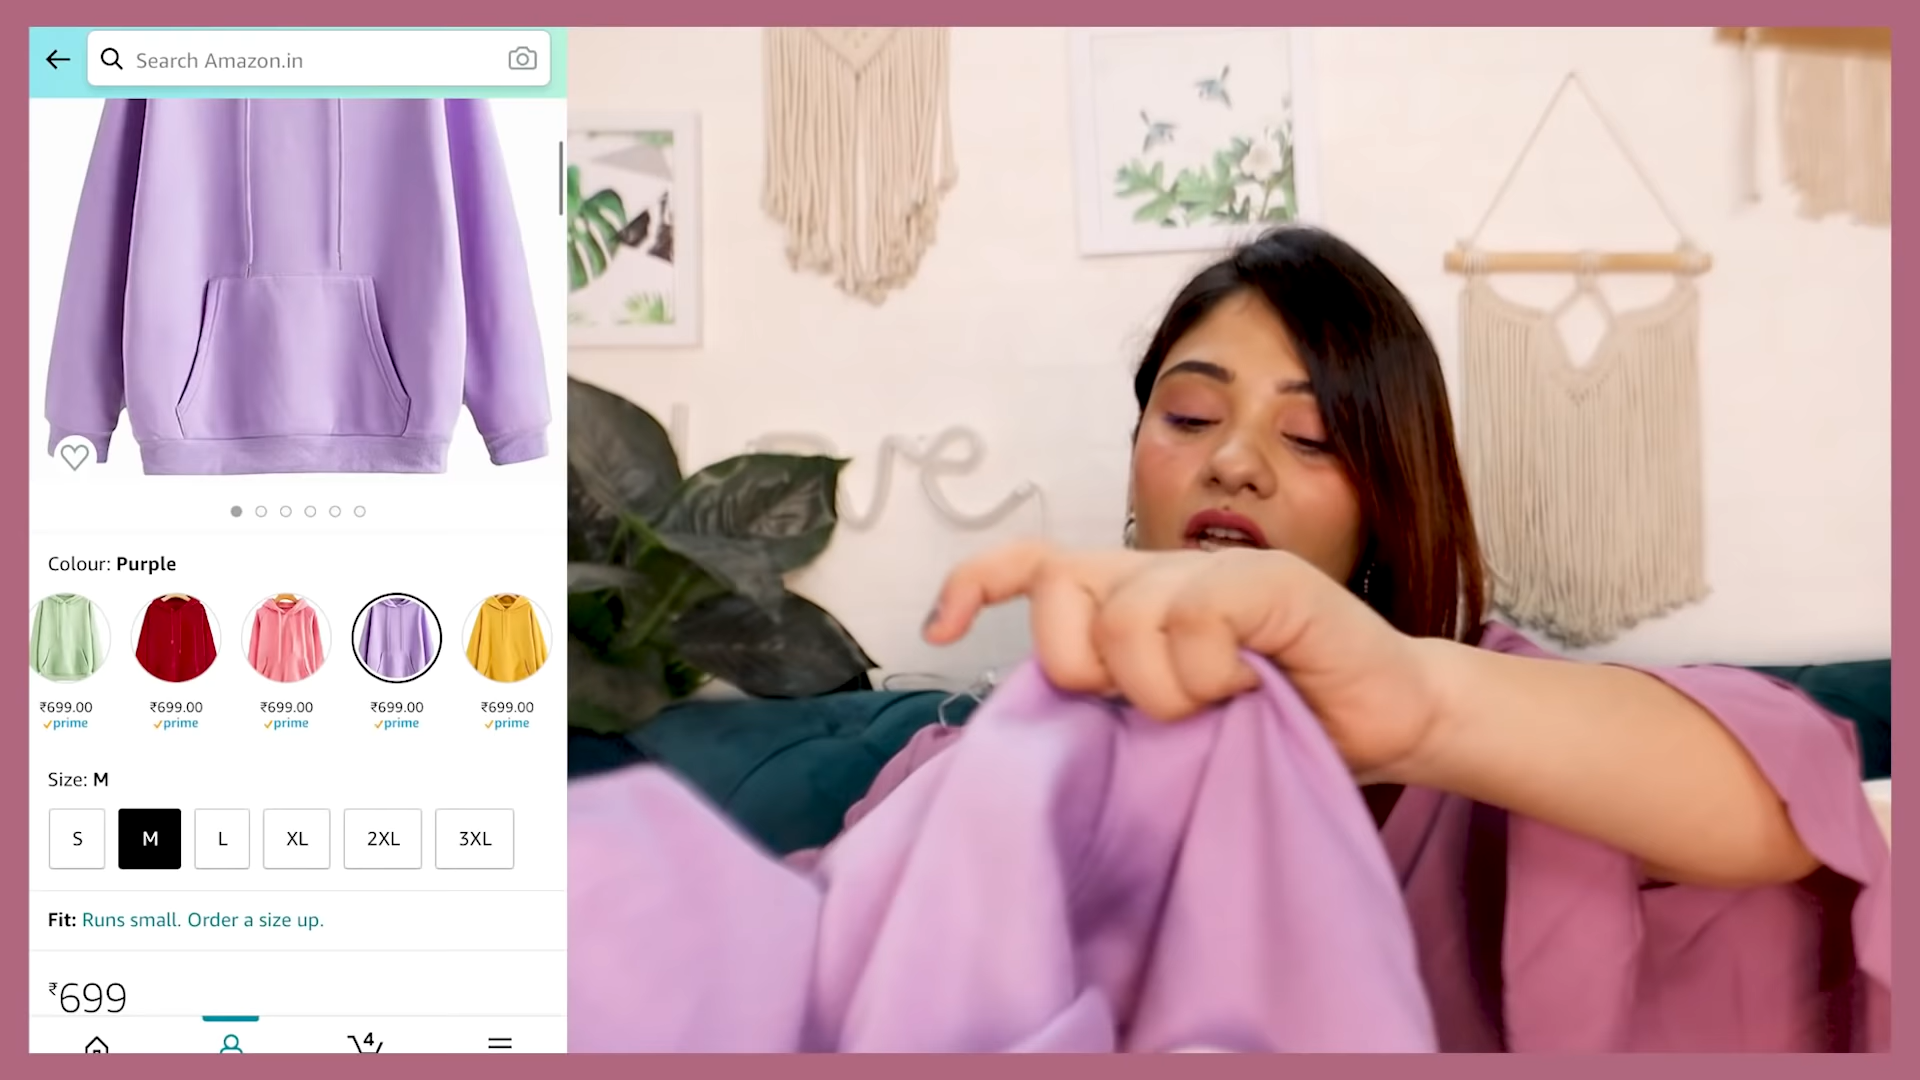 Search Amazon.in
Colour: Purple
₹699.00 ₹699.00 ₹699.00 ₹699.00 ₹699.00
prime prime prime prime prime
Size: M
S M L XL 2XL 3XL
Fit: Runs small. Order a size up.
₹699
4